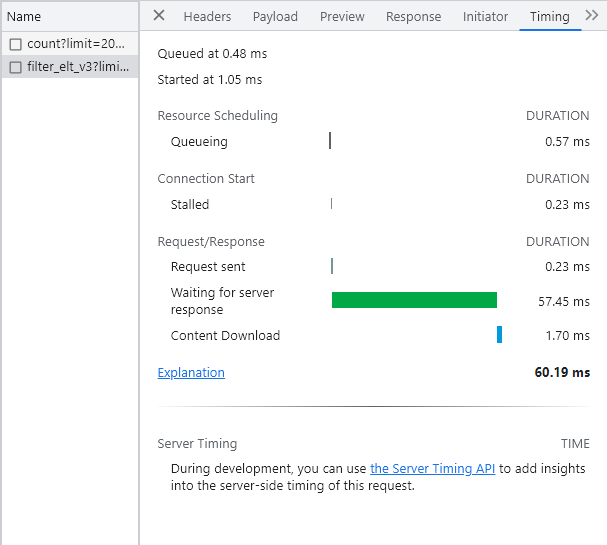 Name
count?limit=20...
filter_elt_v3?limi...
Headers Payload Preview Response Initiator Timing
Queued at 0.48 ms
Started at 1.05 ms
Resource Scheduling DURATION
Queueing 0.57 ms
Connection Start DURATION
Stalled 0.23 ms
Request/Response DURATION
Request sent 0.23 ms
Waiting for server
response 57.45 ms
Content Download 1.70 ms
Explanation 60.19 ms
Server Timing TIME
During development, you can use the Server Timing API to add insights
into the server-side timing of this request.